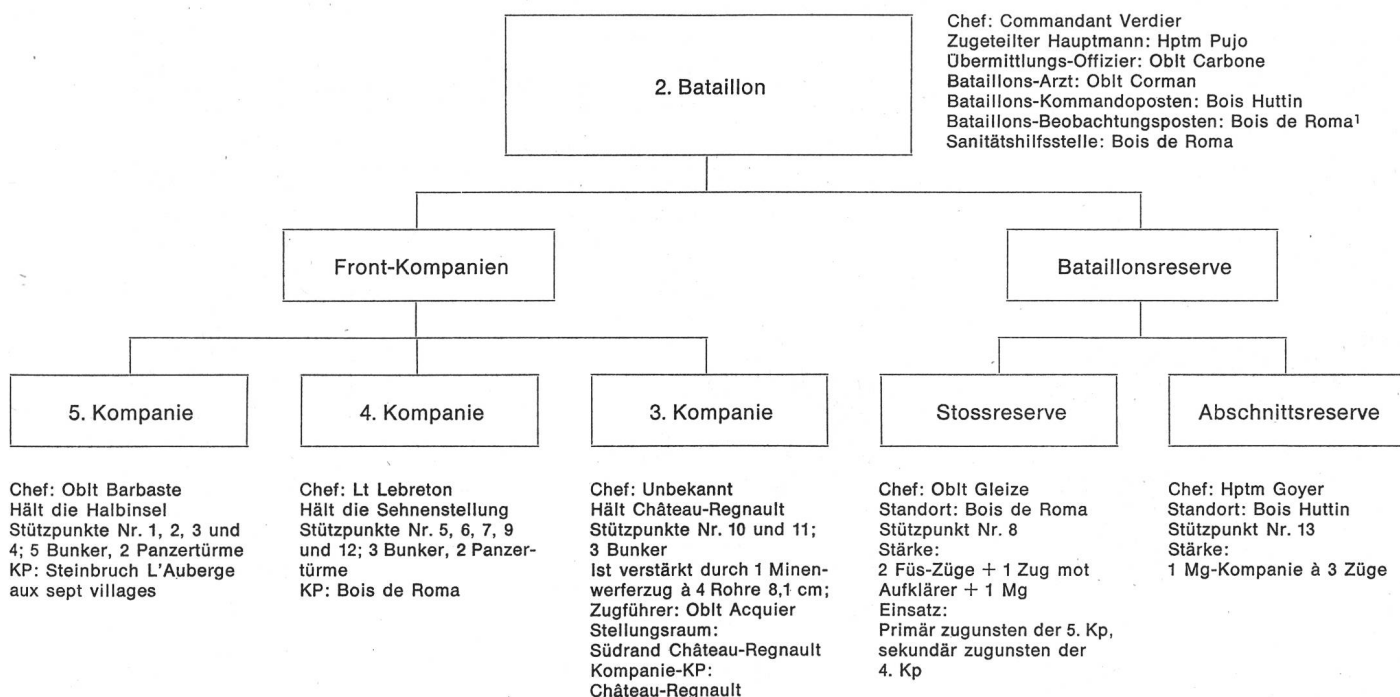 2. Bataillon
Chef: Commandant Verdier
Zugeteilter Hauptmann: Hptm Pujo
Übermittlungs-Offizier: Oblt Carbone
Bataillons-Arzt: Oblt Corman
Bataillons-Kommandoposten: Bois Huttin
Bataillons-Beobachtungsposten: Bois de Roma¹
Sanitätshilfsstelle: Bois de Roma
Front-Kompanien
Bataillonsreserve
5. Kompanie
4. Kompanie
3. Kompanie
Stossreserve
Abschnittsreserve
Chef: Oblt Barbaste
Hält die Halbinsel
Stützpunkte Nr. 1, 2, 3 und
4; 5 Bunker, 2 Panzertürme
KP: Steinbruch L'Auberge
aux sept villages
Chef: Lt Lebreton
Hält die Sehnenstellung
Stützpunkte Nr. 5, 6, 7, 9
und 12; 3 Bunker, 2 Panzer-
türme
KP: Bois de Roma
Chef: Unbekannt
Hält Château-Regnault
Stützpunkte Nr. 10 und 11;
3 Bunker
Ist verstärkt durch 1 Minen-
werferzug à 4 Rohre 8,1 cm;
Zugführer: Oblt Acquier
Stellungsraum:
Südrand Château-Regnault
Kompanie-KP:
Château-Regnault
Chef: Oblt Gleize
Standort: Bois de Roma
Stützpunkt Nr. 8
Stärke:
2 Füs-Züge + 1 Zug mot
Aufklärer + 1 Mg
Einsatz:
Primär zugunsten der 5. Kp,
sekundär zugunsten der
4. Kp
Chef: Hptm Goyer
Standort: Bois Huttin
Stützpunkt Nr. 13
Stärke:
1 Mg-Kompanie à 3 Züge